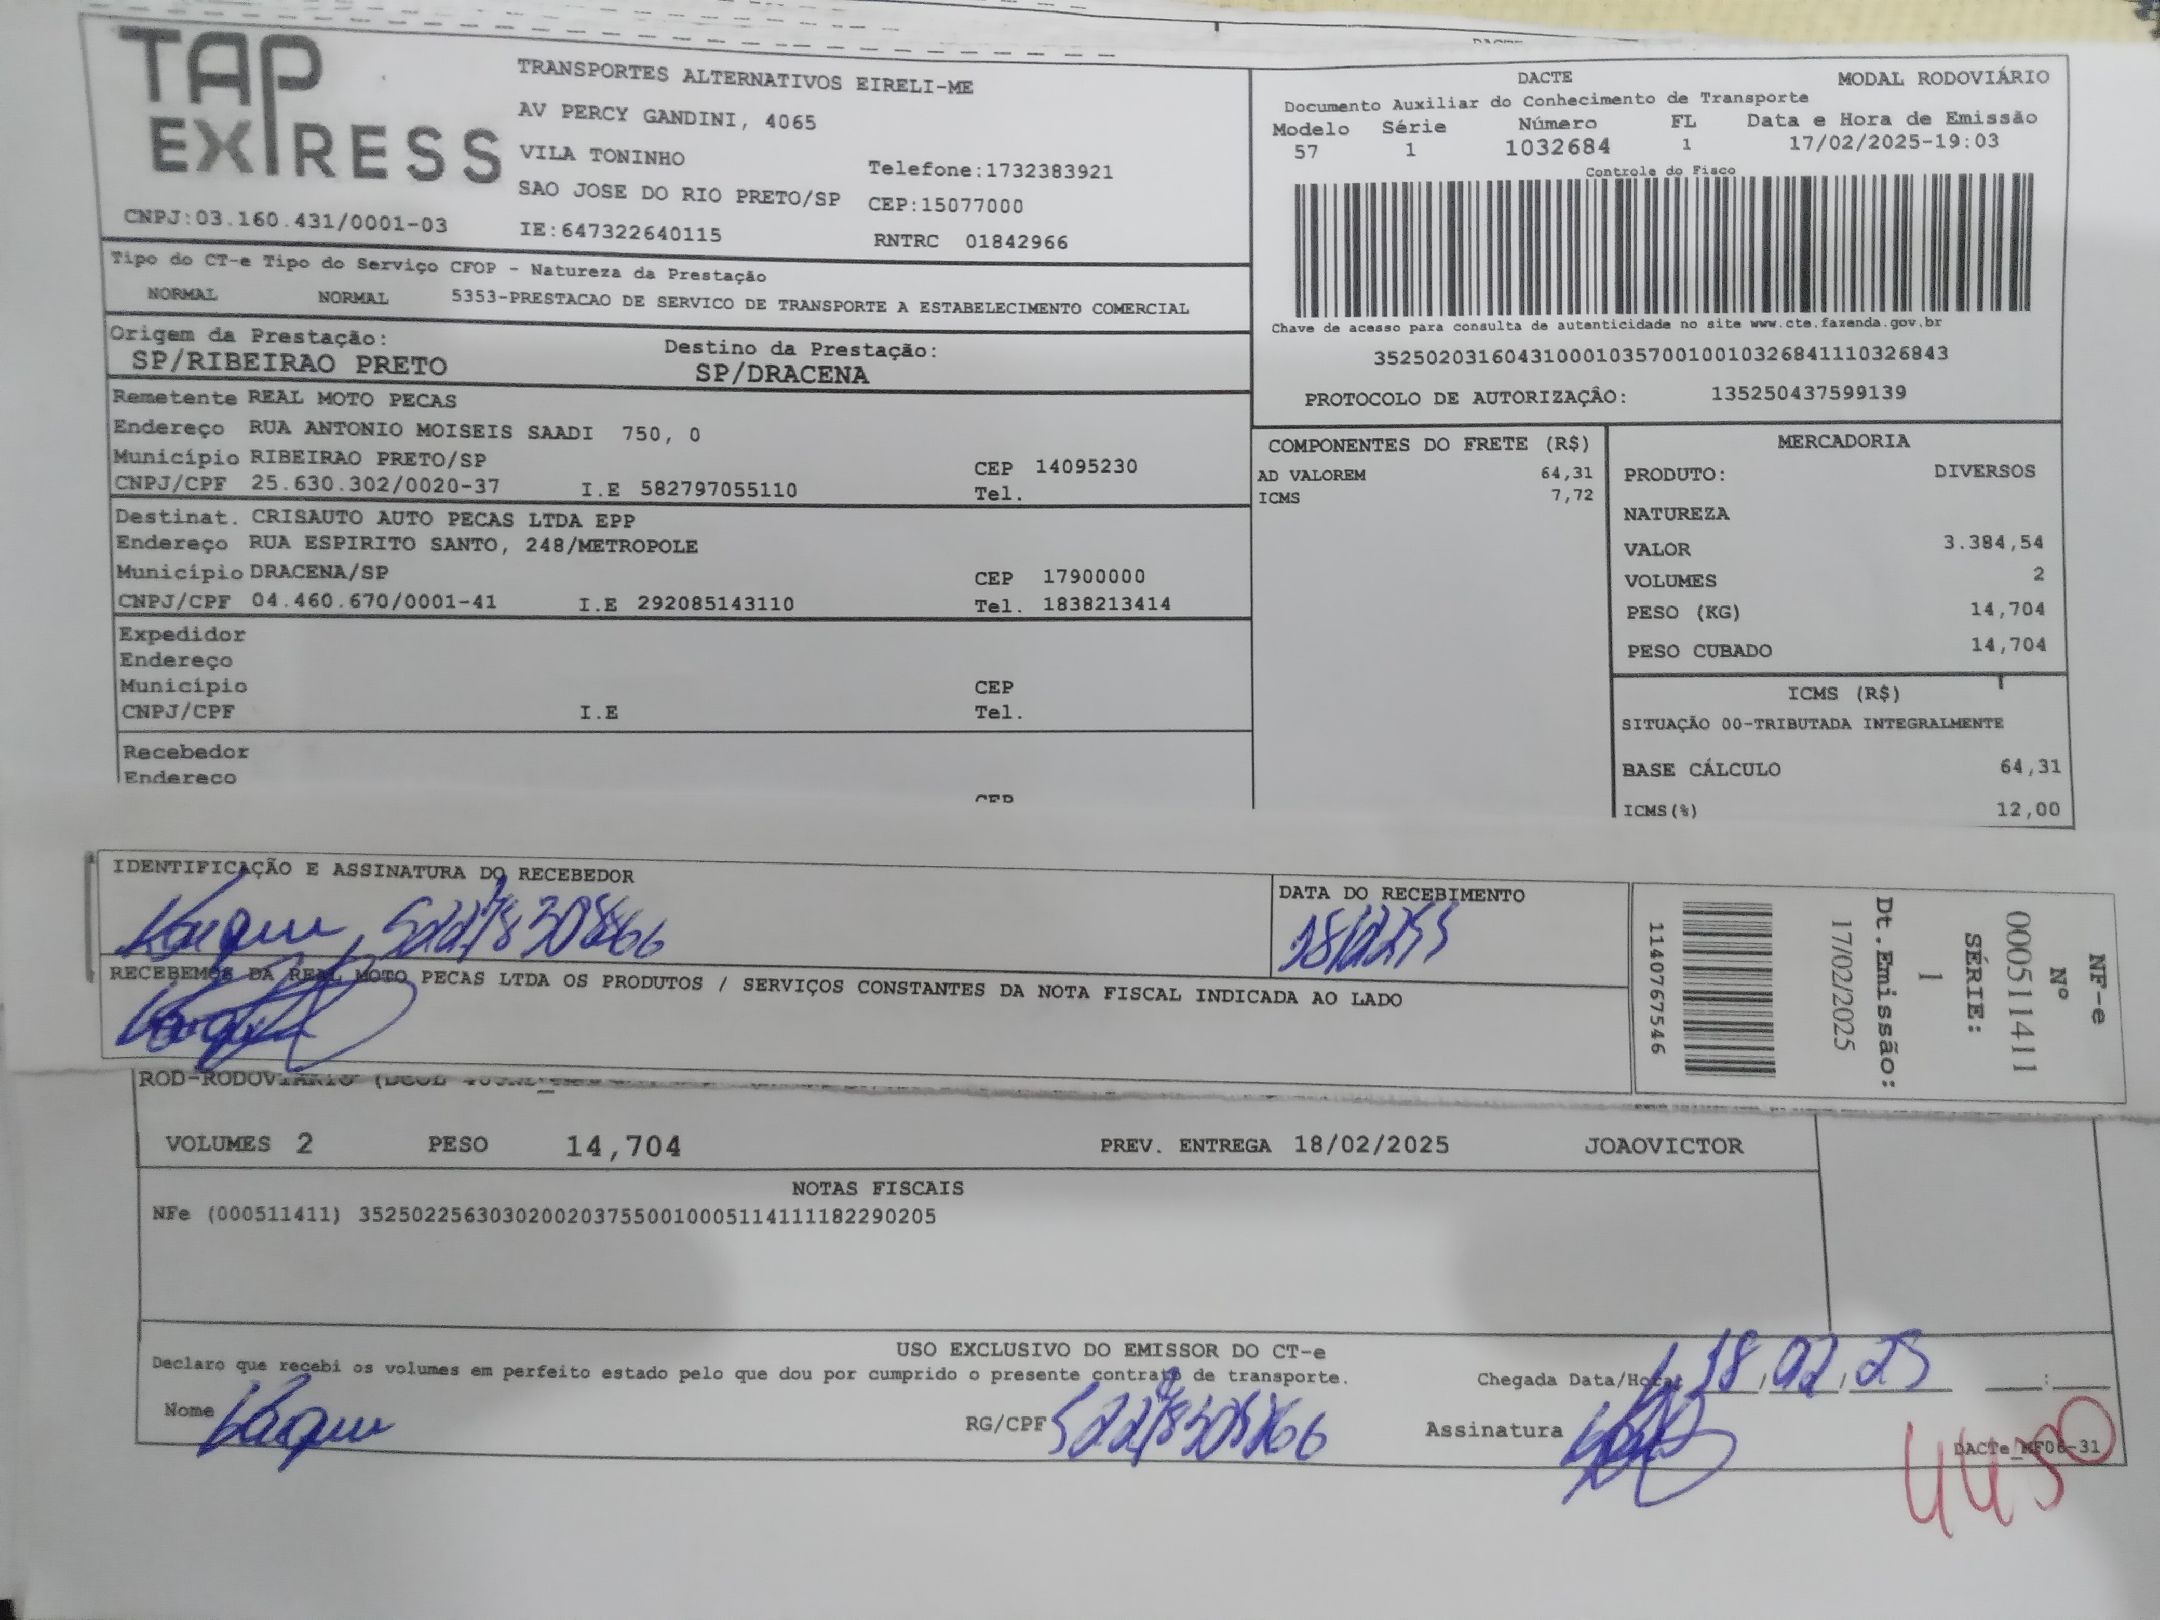 TAP EXPRESS
TRANSPORTES ALTERNATIVOS EIRELI-ME
AV PERCY GANDINI, 4065
VILA TONINHO
Telefone:1732383921
SAO JOSE DO RIO PRETO/SP CEP:15077000
CNPJ:03.160.431/0001-03
IE:647322640115
RNTRC 01842966
DACTE
MODAL RODOVIÁRIO
Documento Auxiliar do Conhecimento de Transporte
Modelo Série Número FL Data e Hora de Emissão
57 1 1032684 1 17/02/2025-19:03
Controle do Fisco
Chave de acesso para consulta de autenticidade no site www.cte.fazenda.gov.br
35250203160431000103570010010326841110326843
PROTOCOLO DE AUTORIZAÇÂO: 135250437599139
Tipo do CT-e Tipo do Serviço CFOP - Natureza da Prestação
NORMAL NORMAL 5353-PRESTACAO DE SERVICO DE TRANSPORTE A ESTABELECIMENTO COMERCIAL
Origem da Prestação: Destino da Prestação:
SP/RIBEIRAO PRETO SP/DRACENA
Remetente REAL MOTO PECAS
Endereço RUA ANTONIO MOISEIS SAADI 750, 0
Município RIBEIRAO PRETO/SP CEP 14095230
CNPJ/CPF 25.630.302/0020-37 I.E 582797055110 Tel.
Destinat. CRISAUTO AUTO PECAS LTDA EPP
Endereço RUA ESPIRITO SANTO, 248/METROPOLE
Município DRACENA/SP CEP 17900000
CNPJ/CPF 04.460.670/0001-41 I.E 292085143110 Tel. 1838213414
Expedidor
Endereço
Município CEP
CNPJ/CPF I.E Tel.
Recebedor
Endereco
CEP
COMPONENTES DO FRETE (R$)
AD VALOREM 64,31
ICMS 7,72
MERCADORIA
PRODUTO: DIVERSOS
NATUREZA
VALOR 3.384,54
VOLUMES 2
PESO (KG) 14,704
PESO CUBADO 14,704
ICMS (R$)
SITUAÇÃO 00-TRIBUTADA INTEGRALMENTE
BASE CÁLCULO 64,31
ICMS(%) 12,00
IDENTIFICAÇÃO E ASSINATURA DO RECEBEDOR
DATA DO RECEBIMENTO
RECEBEMOS DA REAL MOTO PECAS LTDA OS PRODUTOS / SERVIÇOS CONSTANTES DA NOTA FISCAL INDICADA AO LADO
NF-e
Nº
000511411
SÉRIE:
1
Dt.Emissão:
17/02/2025
1140767546
ROD-RODOVIARIO
VOLUMES 2 PESO 14,704 PREV. ENTREGA 18/02/2025 JOAOVICTOR
NOTAS FISCAIS
NFe (000511411) 35250225630302002037550010005114111182290205
USO EXCLUSIVO DO EMISSOR DO CT-e
Declaro que recebi os volumes em perfeito estado pelo que dou por cumprido o presente contrato de transporte.
Chegada Data/Hora: 18/02/25 :
Nome RG/CPF Assinatura
DACTe_MF06-31